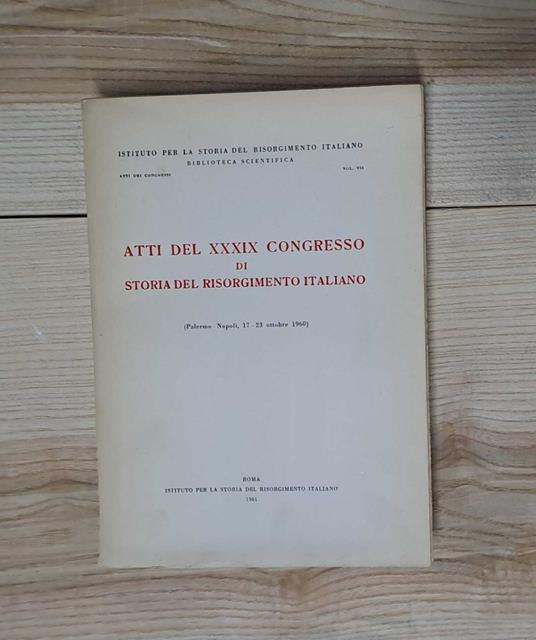 ISTITUTO PER LA STORIA DEL RISORGIMENTO ITALIANO
BIBLIOTECA SCIENTIFICA
ATTI DEI CONGRESSI VOL. VII
ATTI DEL XXXIX CONGRESSO
DI
STORIA DEL RISORGIMENTO ITALIANO
(Palermo - Napoli, 17 - 23 ottobre 1960)
ROMA
ISTITUTO PER LA STORIA DEL RISORGIMENTO ITALIANO
1961